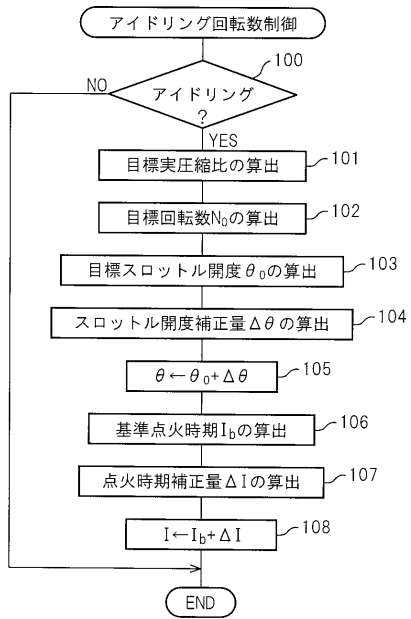 アイドリング回転数制御
100
アイドリング
?
NO
YES
目標実圧縮比の算出
101
目標回転数N₀の算出
102
目標スロットル開度θ₀の算出
103
スロットル開度補正量Δθの算出
104
θ←θ₀+Δθ
105
基準点火時期I_bの算出
106
点火時期補正量ΔIの算出
107
I←I_b+ΔI
108
END